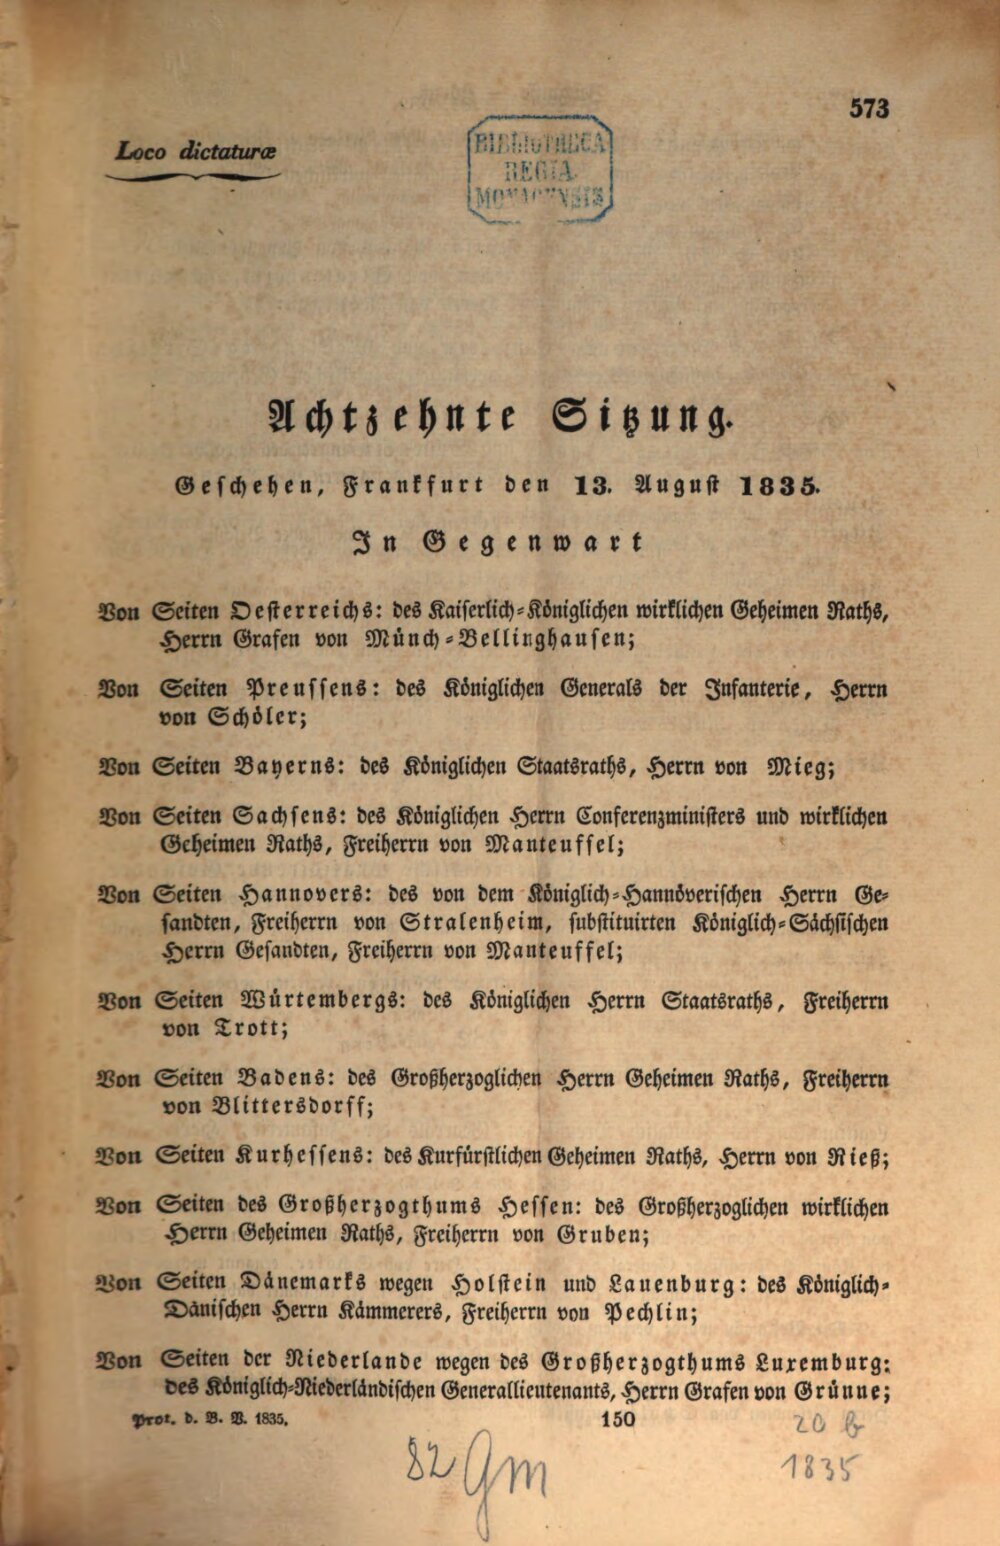 573
Loco dictaturæ
BIBLIOTHECA
REGIA
MONACENSIS
Achtzehnte Sitzung.
Geschehen, Frankfurt den 13. August 1835.
In Gegenwart
Von Seiten Oesterreichs: des Kaiserlich-Königlichen wirklichen Geheimen Raths,
Herrn Grafen von Münch-Bellinghausen;
Von Seiten Preussens: des Königlichen Generals der Infanterie, Herrn
von Schöler;
Von Seiten Bayerns: des Königlichen Staatsraths, Herrn von Mieg;
Von Seiten Sachsens: des Königlichen Herrn Conferenzministers und wirklichen
Geheimen Raths, Freiherrn von Manteuffel;
Von Seiten Hannovers: des von dem Königlich-Hannöverischen Herrn Ge-
sandten, Freiherrn von Stralenheim, substituirten Königlich-Sächsischen
Herrn Gesandten, Freiherrn von Manteuffel;
Von Seiten Würtembergs: des Königlichen Herrn Staatsraths, Freiherrn
von Trott;
Von Seiten Badens: des Großherzoglichen Herrn Geheimen Raths, Freiherrn
von Blittersdorff;
Von Seiten Kurhessens: des Kurfürstlichen Geheimen Raths, Herrn von Rieß;
Von Seiten des Großherzogthums Hessen: des Großherzoglichen wirklichen
Herrn Geheimen Raths, Freiherrn von Gruben;
Von Seiten Dänemarks wegen Holstein und Lauenburg: des Königlich-
Dänischen Herrn Kämmerers, Freiherrn von Pechlin;
Von Seiten der Niederlande wegen des Großherzogthums Luxemburg:
des Königlich-Niederländischen Generallieutenants, Herrn Grafen von Grünne;
Prot. d. B. V. 1835.
150
20 b
1835
82 Gm